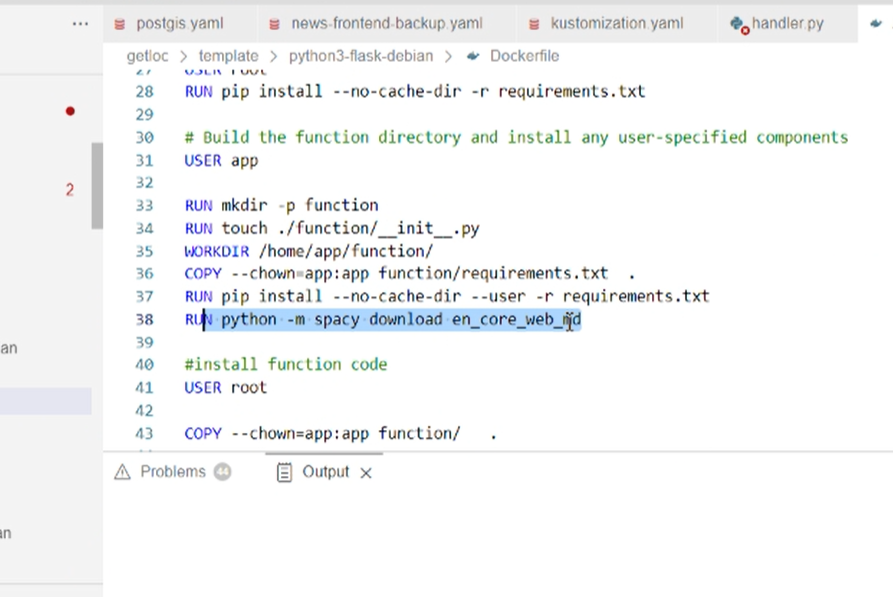 ... postgis.yaml news-frontend-backup.yaml kustomization.yaml handler.py
getloc > template > python3-flask-debian > Dockerfile
27 USER root
28 RUN pip install --no-cache-dir -r requirements.txt
29
30 # Build the function directory and install any user-specified components
31 USER app
32
33 RUN mkdir -p function
34 RUN touch ./function/__init__.py
35 WORKDIR /home/app/function/
36 COPY --chown=app:app function/requirements.txt .
37 RUN pip install --no-cache-dir --user -r requirements.txt
38 RUN python -m spacy download en_core_web_md
39
40 #install function code
41 USER root
42
43 COPY --chown=app:app function/ .
2
an
an
Problems 44 Output